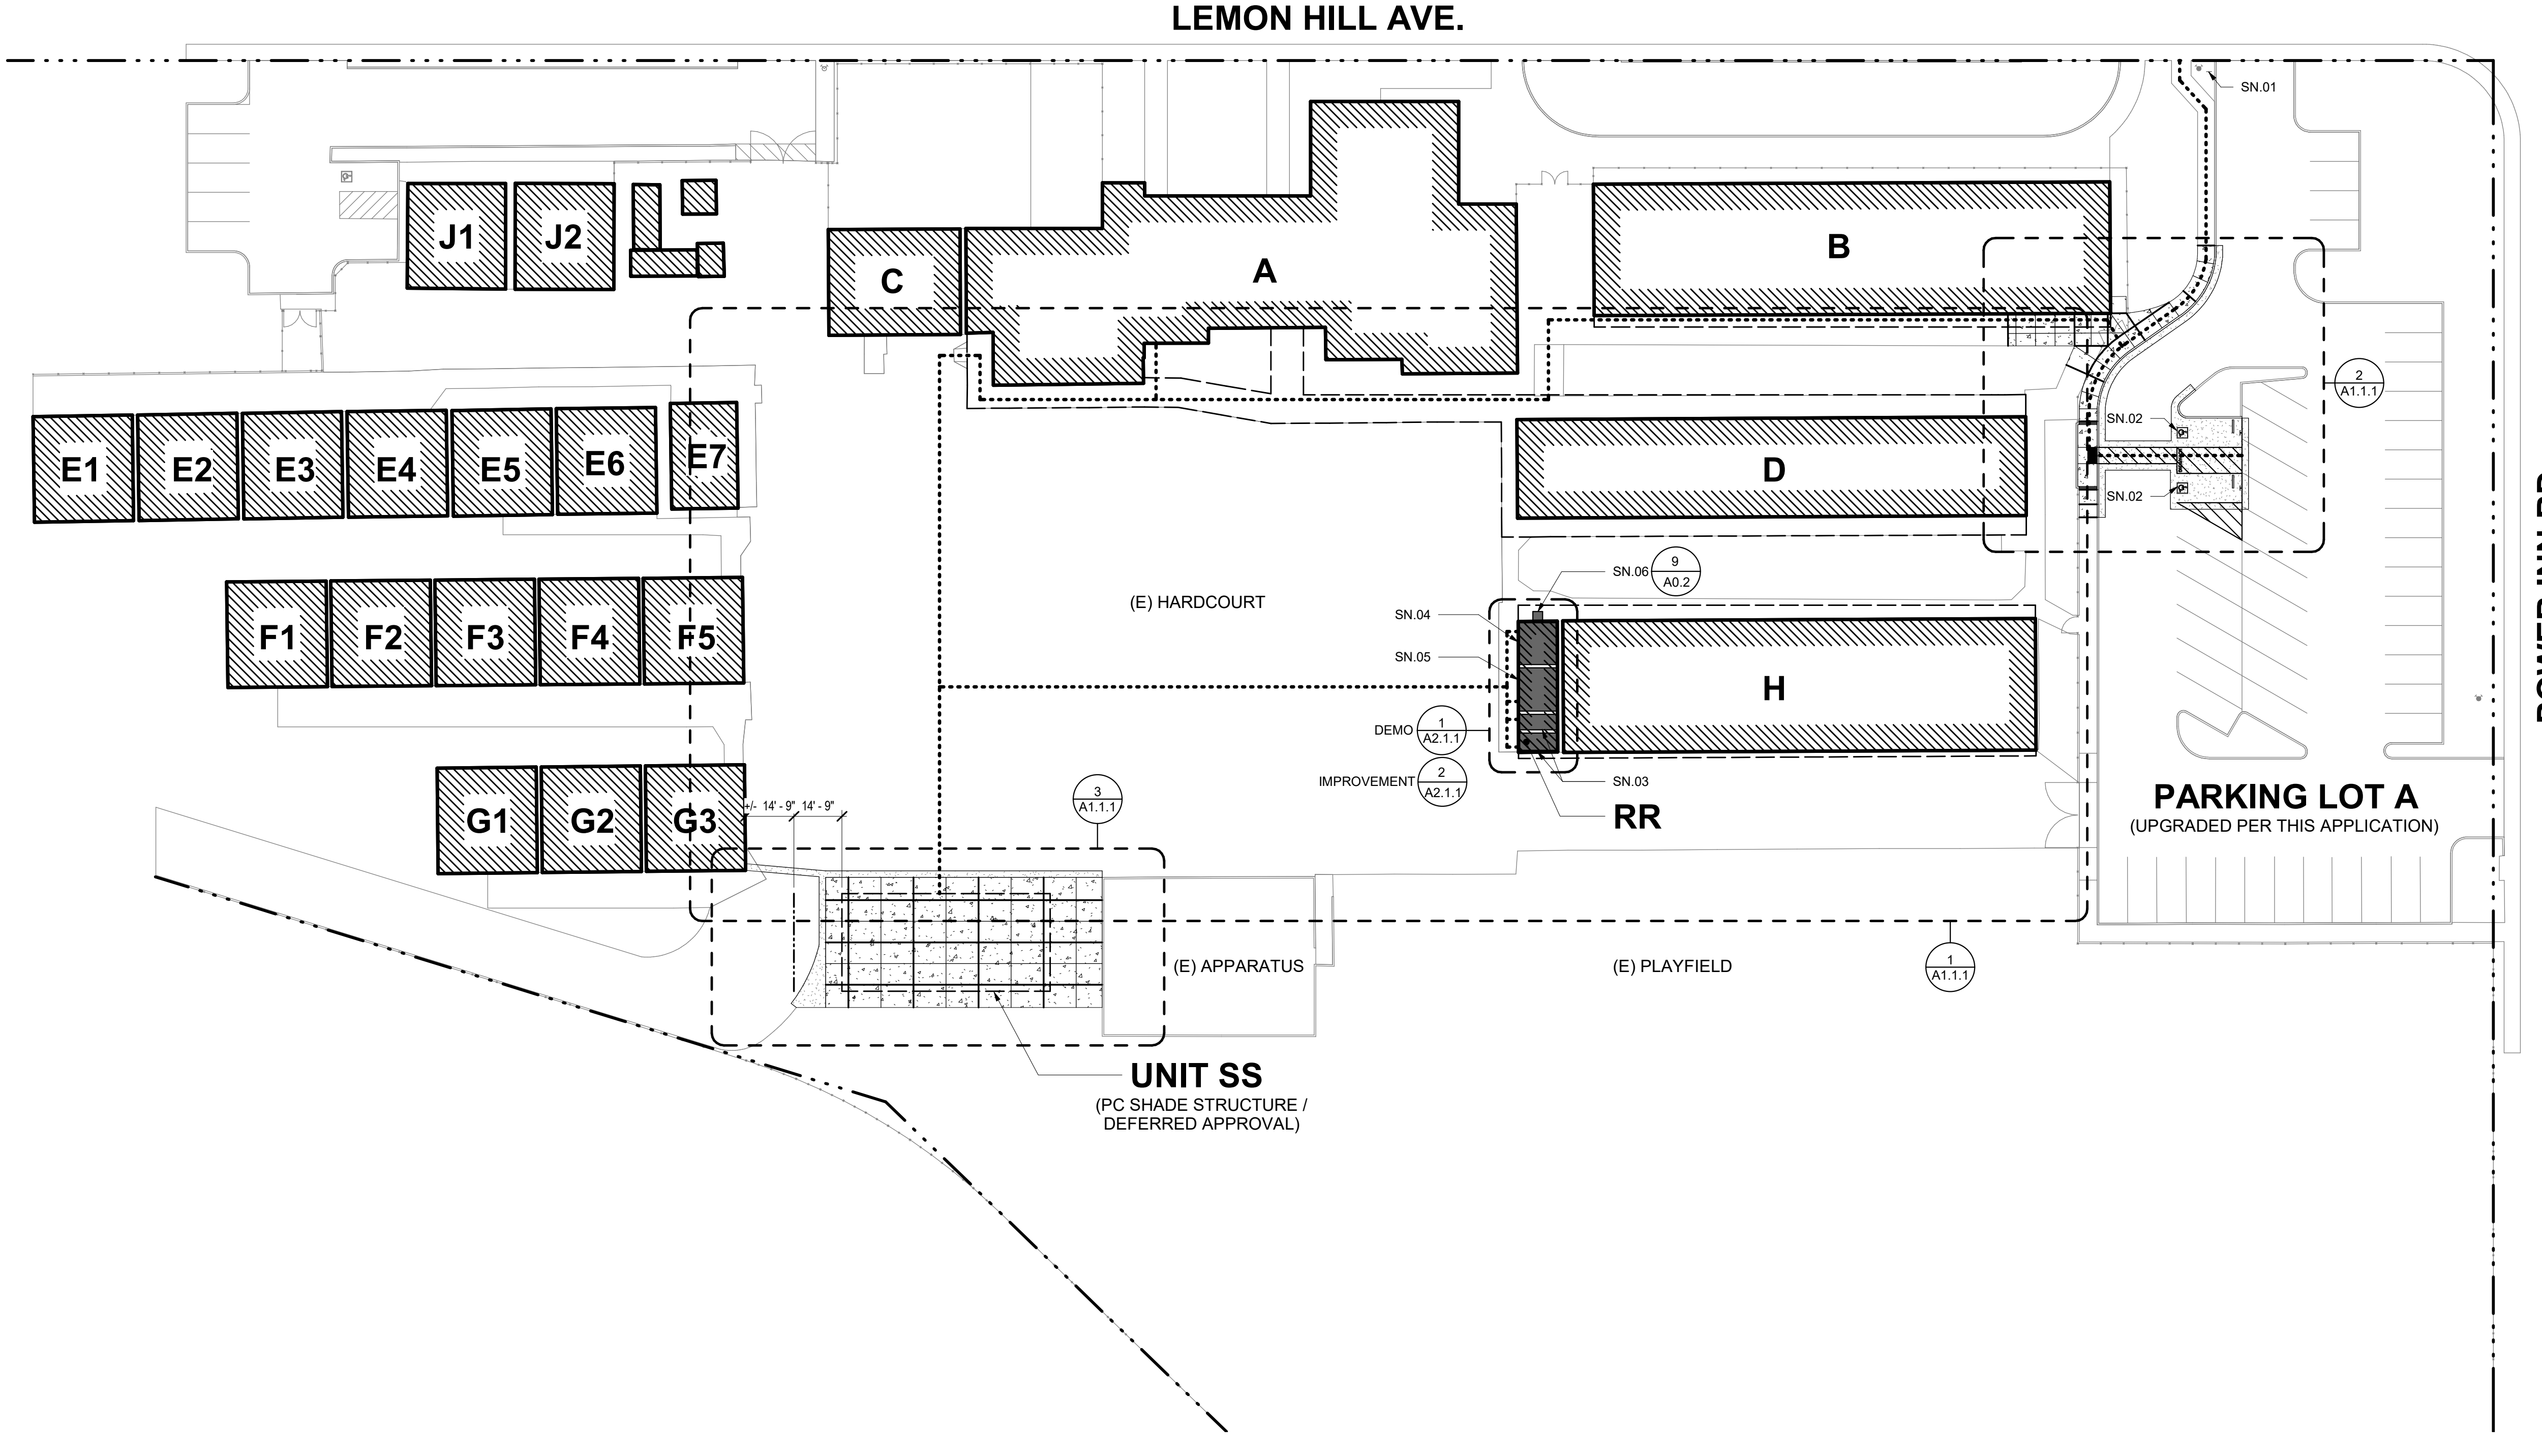 LEMON HILL AVE.
SN.01
J1
J2
C
A
B
2
A1.1.1
SN.02
SN.02
E1
E2
E3
E4
E5
E6
E7
D
(E) HARDCOURT
SN.06
9
A0.2
SN.04
SN.05
F1
F2
F3
F4
F5
H
DEMO
1
A2.1.1
IMPROVEMENT
2
A2.1.1
SN.03
RR
3
A1.1.1
+/- 14' - 9" 14' - 9"
G1
G2
G3
PARKING LOT A
(UPGRADED PER THIS APPLICATION)
(E) APPARATUS
(E) PLAYFIELD
1
A1.1.1
UNIT SS
(PC SHADE STRUCTURE /
DEFERRED APPROVAL)